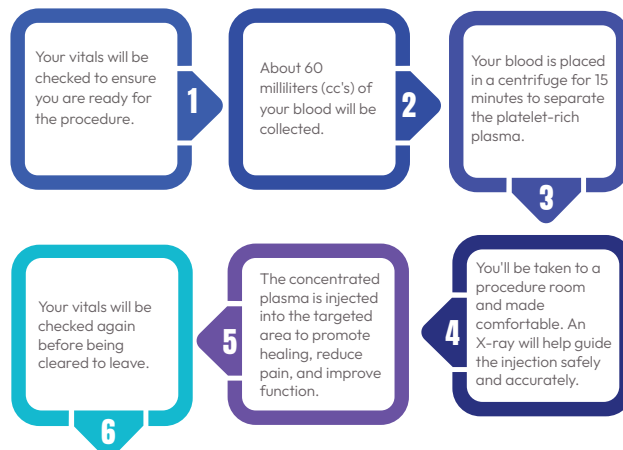 Your vitals will be
checked to ensure
you are ready for
the procedure.
1
About 60
milliliters (cc's) of
your blood will be
collected.
2
Your blood is placed
in a centrifuge for 15
minutes to separate
the platelet-rich
plasma.
3
You'll be taken to a
procedure room
and made
comfortable. An
X-ray will help guide
the injection safely
and accurately.
4
The concentrated
plasma is injected
into the targeted
area to promote
healing, reduce
pain, and improve
function.
5
Your vitals will be
checked again
before being
cleared to leave.
6